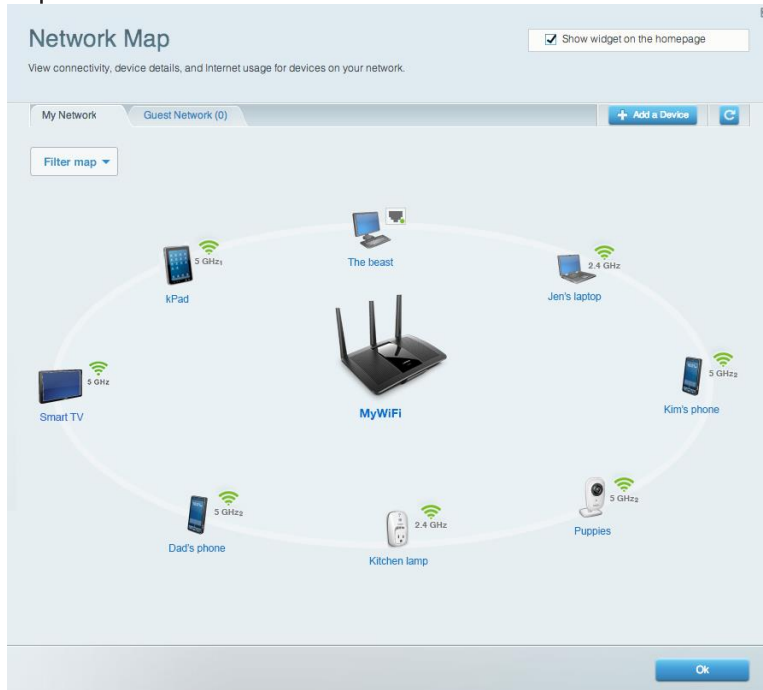 Network Map
Show widget on the homepage
View connectivity, device details, and Internet usage for devices on your network.
My Network
Guest Network (0)
Add a Device
Filter map
The beast
5 GHz₁
kPad
2.4 GHz
Jen's laptop
5 GHz
Smart TV
MyWiFi
5 GHz₂
Kim's phone
5 GHz₂
Dad's phone
2.4 GHz
Kitchen lamp
5 GHz₂
Puppies
Ok